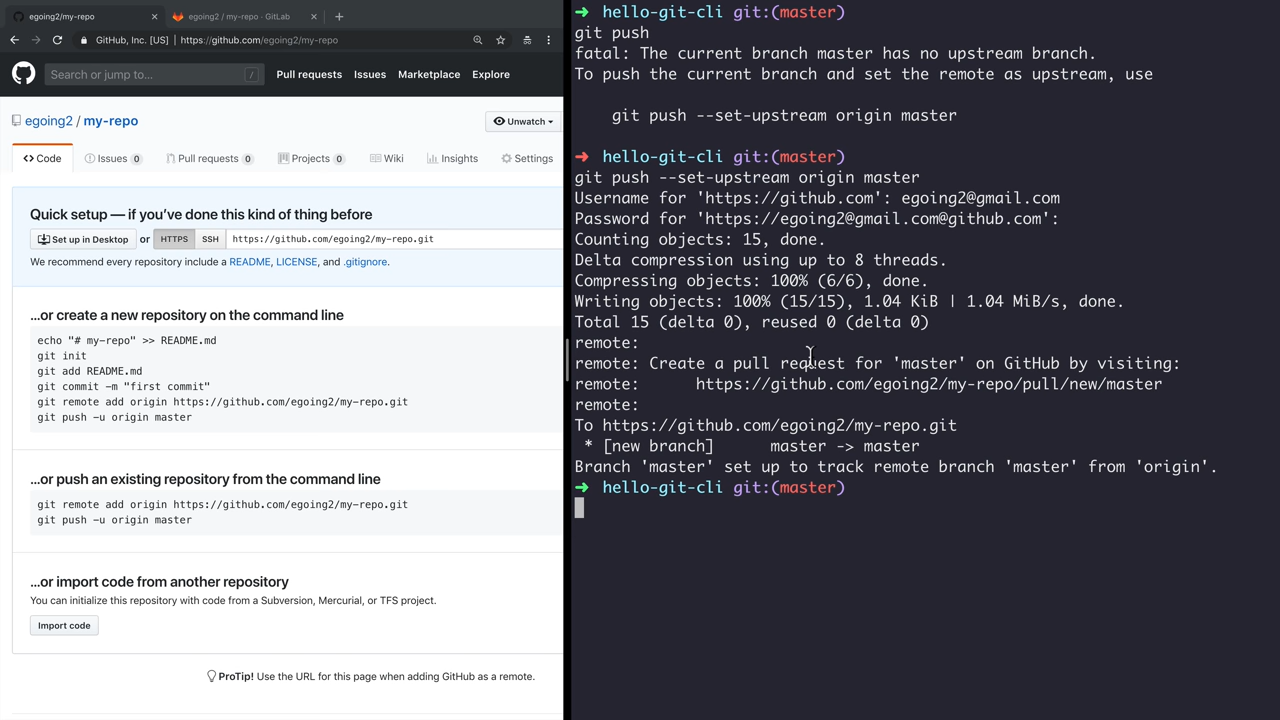 egoing2/my-repo
egoing2 / my-repo · GitLab
GitHub, Inc. [US] | https://github.com/egoing2/my-repo
Search or jump to... /
Pull requests Issues Marketplace Explore
egoing2 / my-repo
Unwatch
Code Issues 0 Pull requests 0 Projects 0 Wiki Insights Settings
Quick setup — if you’ve done this kind of thing before
Set up in Desktop or HTTPS SSH https://github.com/egoing2/my-repo.git
We recommend every repository include a README, LICENSE, and .gitignore.
…or create a new repository on the command line
echo "# my-repo" >> README.md
git init
git add README.md
git commit -m "first commit"
git remote add origin https://github.com/egoing2/my-repo.git
git push -u origin master
…or push an existing repository from the command line
git remote add origin https://github.com/egoing2/my-repo.git
git push -u origin master
…or import code from another repository
You can initialize this repository with code from a Subversion, Mercurial, or TFS project.
Import code
ProTip! Use the URL for this page when adding GitHub as a remote.
➜ hello-git-cli git:(master)
git push
fatal: The current branch master has no upstream branch.
To push the current branch and set the remote as upstream, use
git push --set-upstream origin master
➜ hello-git-cli git:(master)
git push --set-upstream origin master
Username for 'https://github.com': egoing2@gmail.com
Password for 'https://egoing2@gmail.com@github.com':
Counting objects: 15, done.
Delta compression using up to 8 threads.
Compressing objects: 100% (6/6), done.
Writing objects: 100% (15/15), 1.04 KiB | 1.04 MiB/s, done.
Total 15 (delta 0), reused 0 (delta 0)
remote:
remote: Create a pull request for 'master' on GitHub by visiting:
remote: https://github.com/egoing2/my-repo/pull/new/master
remote:
To https://github.com/egoing2/my-repo.git
* [new branch] master -> master
Branch 'master' set up to track remote branch 'master' from 'origin'.
➜ hello-git-cli git:(master)